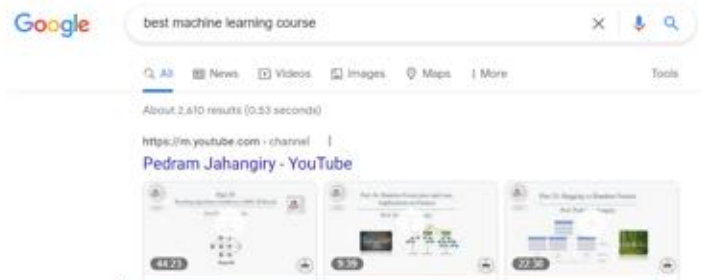 Google
best machine learning course
All News Videos Images Maps More Tools
About 2,610 results (0.53 seconds)
https://m.youtube.com › channel
Pedram Jahangiry - YouTube
44:23 9:39 22:30